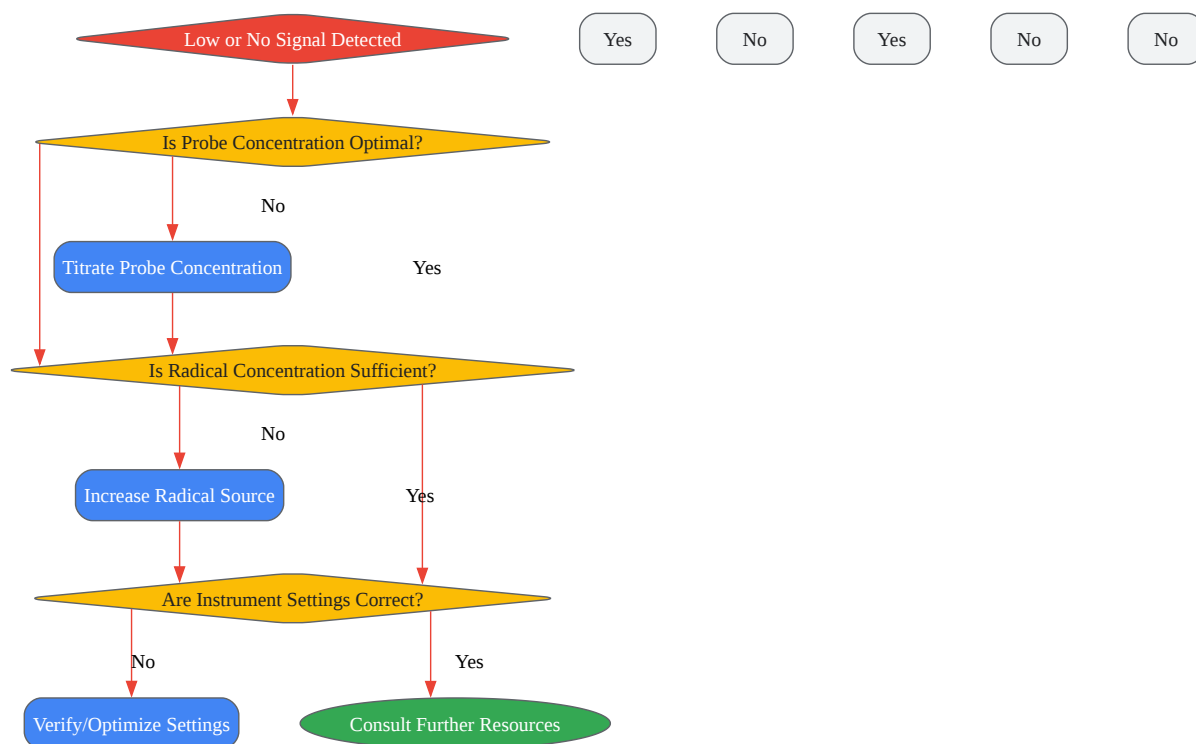 Low or No Signal Detected
Yes
No
Yes
No
No
Is Probe Concentration Optimal?
No
Titrate Probe Concentration
Yes
Is Radical Concentration Sufficient?
No
Increase Radical Source
Yes
Are Instrument Settings Correct?
No
Yes
Verify/Optimize Settings
Consult Further Resources